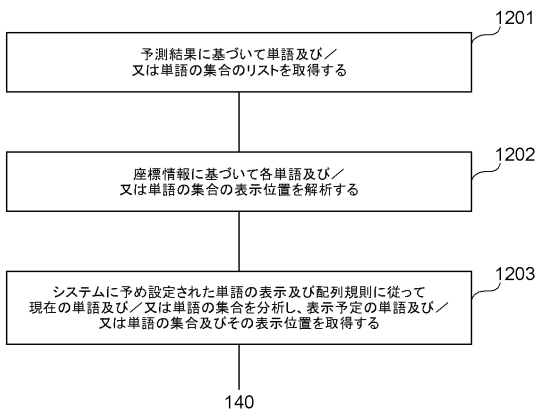 1201
予測結果に基づいて単語及び／
又は単語の集合のリストを取得する
1202
座標情報に基づいて各単語及び／
又は単語の集合の表示位置を解析する
1203
システムに予め設定された単語の表示及び配列規則に従って
現在の単語及び／又は単語の集合を分析し、表示予定の単語及び／
又は単語の集合及びその表示位置を取得する
140